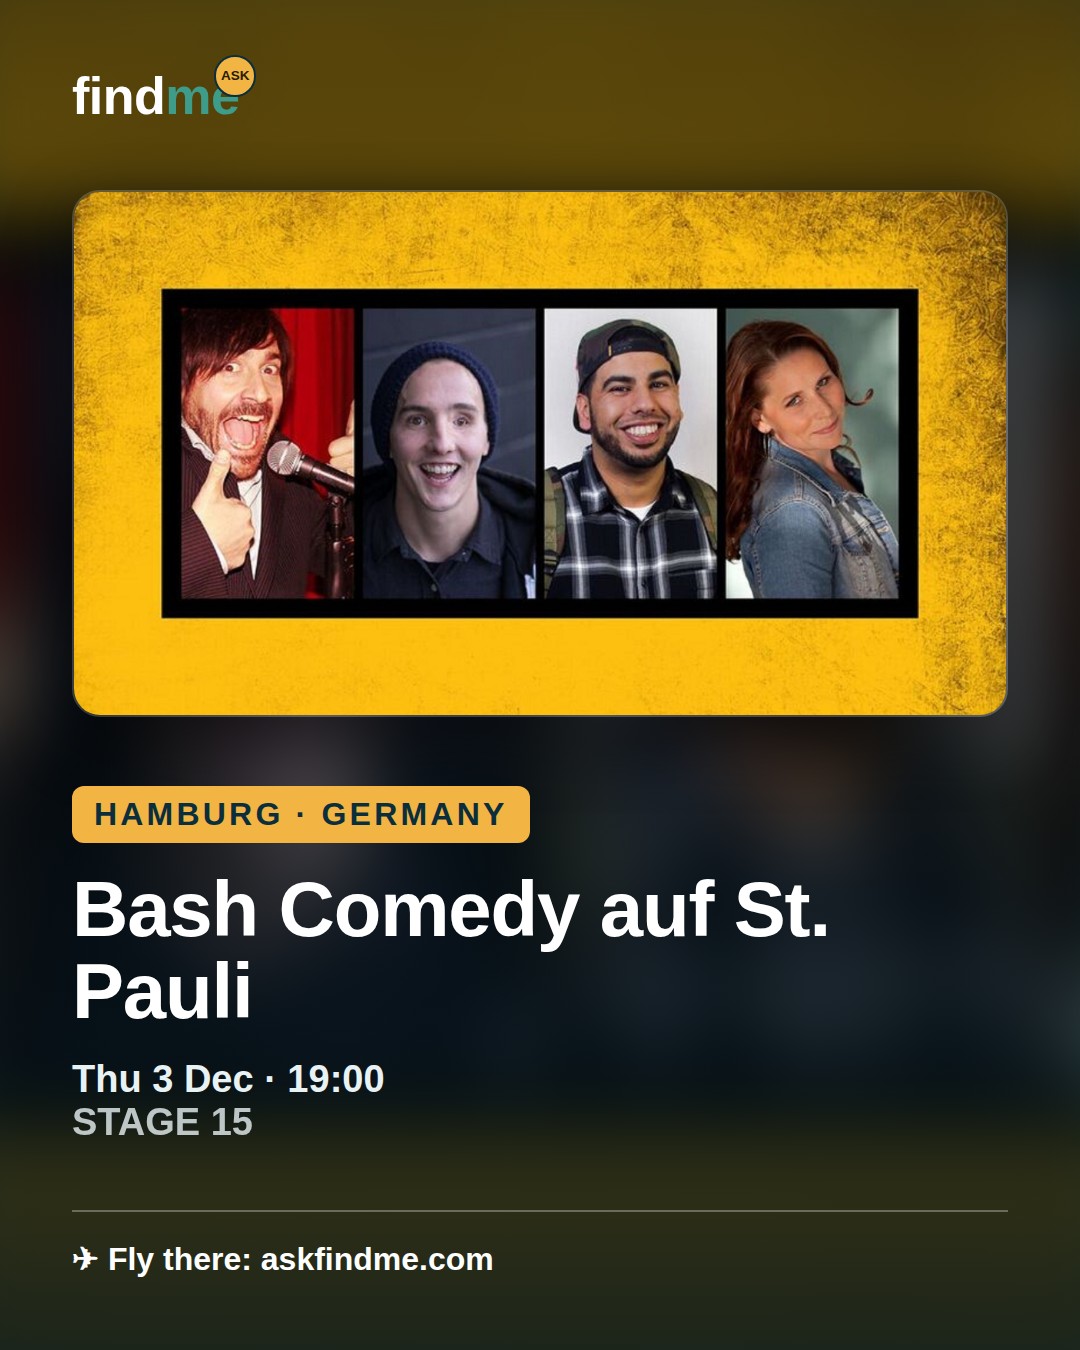 findme
ASK
HAMBURG · GERMANY
Bash Comedy auf St.
Pauli
Thu 3 Dec · 19:00
STAGE 15
✈ Fly there: askfindme.com